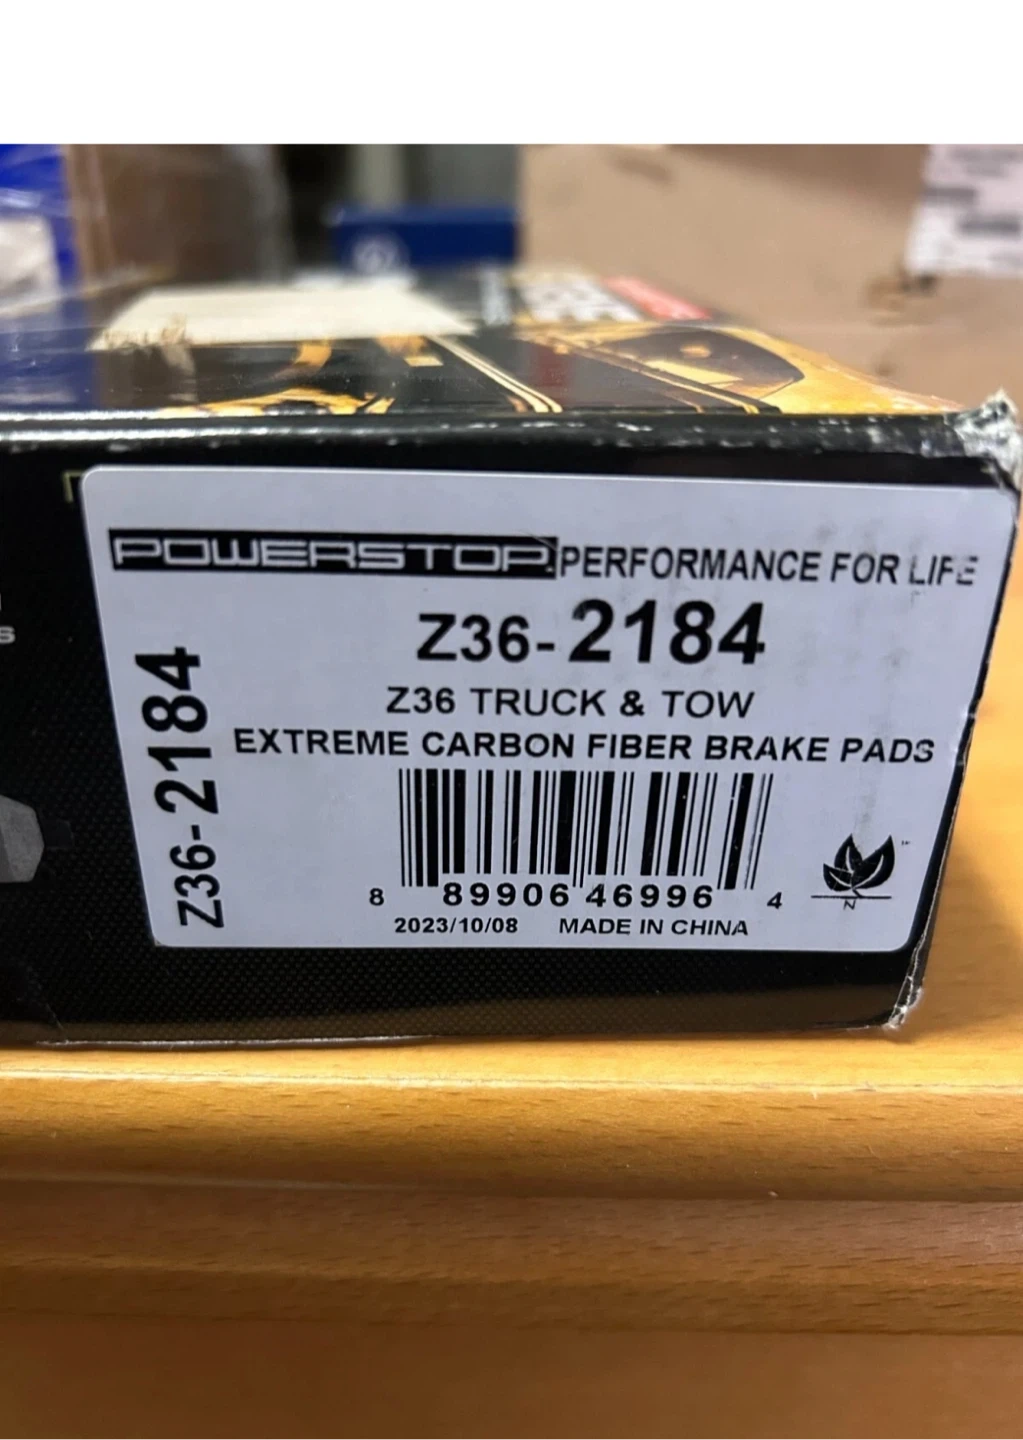 POWERSTOP PERFORMANCE FOR LIFE
Z36-2184
Z36 TRUCK & TOW
EXTREME CARBON FIBER BRAKE PADS
Z36-2184
8 89906 46996 4
2023/10/08 MADE IN CHINA
N